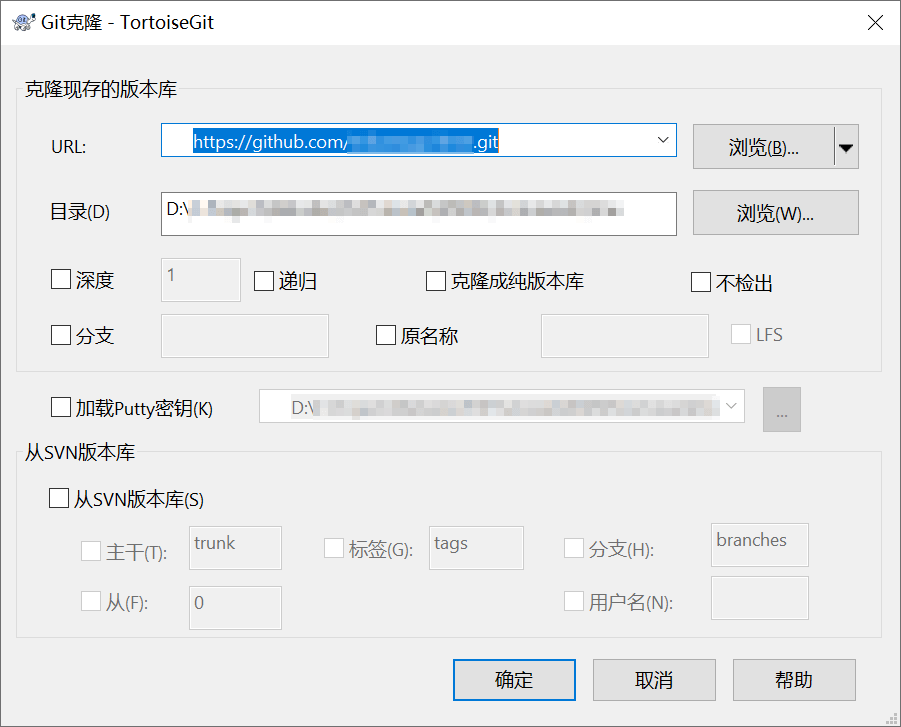 Git克隆 - TortoiseGit
克隆现存的版本库
URL: https://github.com/ .git 浏览(B)...
目录(D) D:\ 浏览(W)...
深度 1 递归 克隆成纯版本库 不检出
分支 原名称 LFS
加载Putty密钥(K) D:\ ...
从SVN版本库
从SVN版本库(S)
主干(T): trunk 标签(G): tags 分支(H): branches
从(F): 0 用户名(N):
确定 取消 帮助